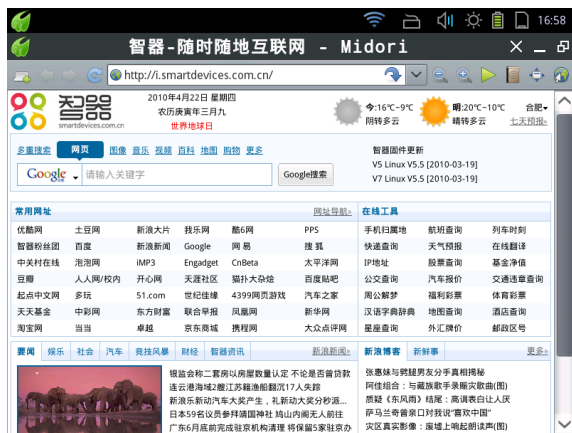 16:58
智器-随时随地互联网 - Midori
http://i.smartdevices.com.cn/
智器
smartdevices.com.cn
2010年4月22日 星期四
农历庚寅年三月九
世界地球日
今:16℃~9℃
阴转多云
明:20℃~10℃
晴转多云
合肥▾
七天预报»
多重搜索 网页 图像 音乐 视频 百科 地图 购物 更多
Google 请输入关键字 Google搜索
智器固件更新
V5 Linux V5.5 [2010-03-19]
V7 Linux V5.5 [2010-03-19]
常用网址 网址导航»
优酷网 土豆网 新浪大片 我乐网 酷6网 PPS
智器粉丝团 百度 新浪新闻 Google 网易 搜狐
中关村在线 泡泡网 iMP3 Engadget CnBeta 太平洋网
豆瓣 人人网/校内 开心网 天涯社区 猫扑大杂烩 百度贴吧
起点中文网 多玩 51.com 世纪佳缘 4399网页游戏 汽车之家
天天基金 中彩网 东方财富 联合早报 凤凰网 新华网
淘宝网 当当 卓越 京东商城 携程网 大众点评网
在线工具
手机归属地 航班查询 列车时刻
快递查询 天气预报 在线翻译
IP地址 股票查询 基金净值
公交查询 汽车报价 交通违章查询
周公解梦 福利彩票 体育彩票
汉语字典辞典 地图查询 酒店查询
星座查询 外汇牌价 邮政区号
要闻 娱乐 社会 汽车 竞技风暴 财经 智器资讯 新浪新闻»
监会称二套房以房屋数量认定 不论是否曾贷款
连云港海域2艘江苏籍渔船翻沉17人失踪
新浪乐新动汽车大奖产生，礼新动大奖分秒派...
日本59名议员参拜靖国神社 鸠山内阁无人前往
广东6月底前完成驻京机构清理 将保留5家驻京办
新浪博客 新鲜事 更多»
张惠妹与劈腿男友分手真相揭秘
阿佳组合：与藏族歌手录赈灾歌曲(图)
质疑《东风雨》结尾：高调表白让人厌
萨马兰奇曾亲口对我说"喜欢中国"
灾区真实影像：废墟上响起朗读声(图)